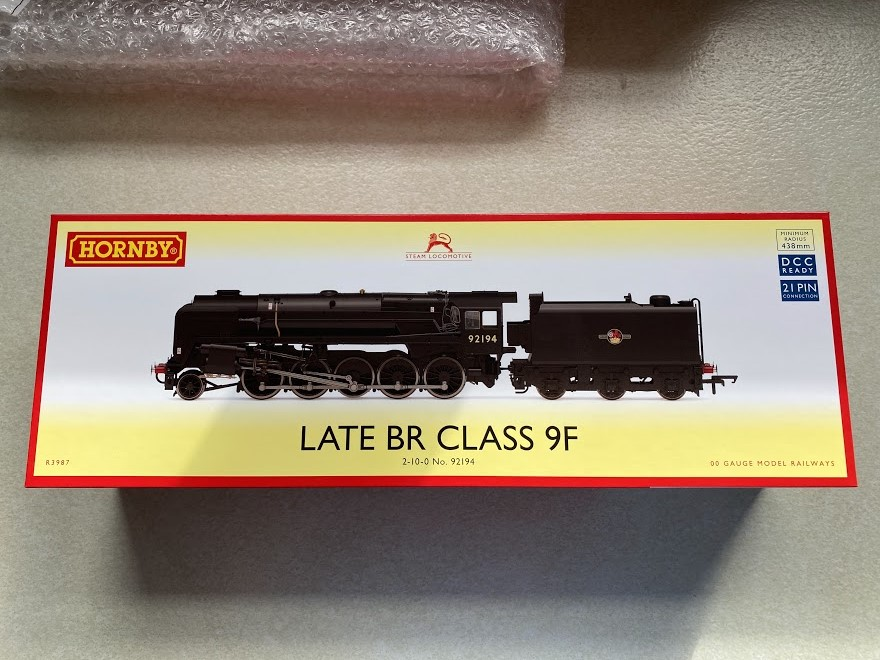 HORNBY®
STEAM LOCOMOTIVE
MINIMUM
RADIUS
438mm
DCC
READY
21 PIN
CONNECTION
92194
LATE BR CLASS 9F
2-10-0 No. 92194
R3987
00 GAUGE MODEL RAILWAYS